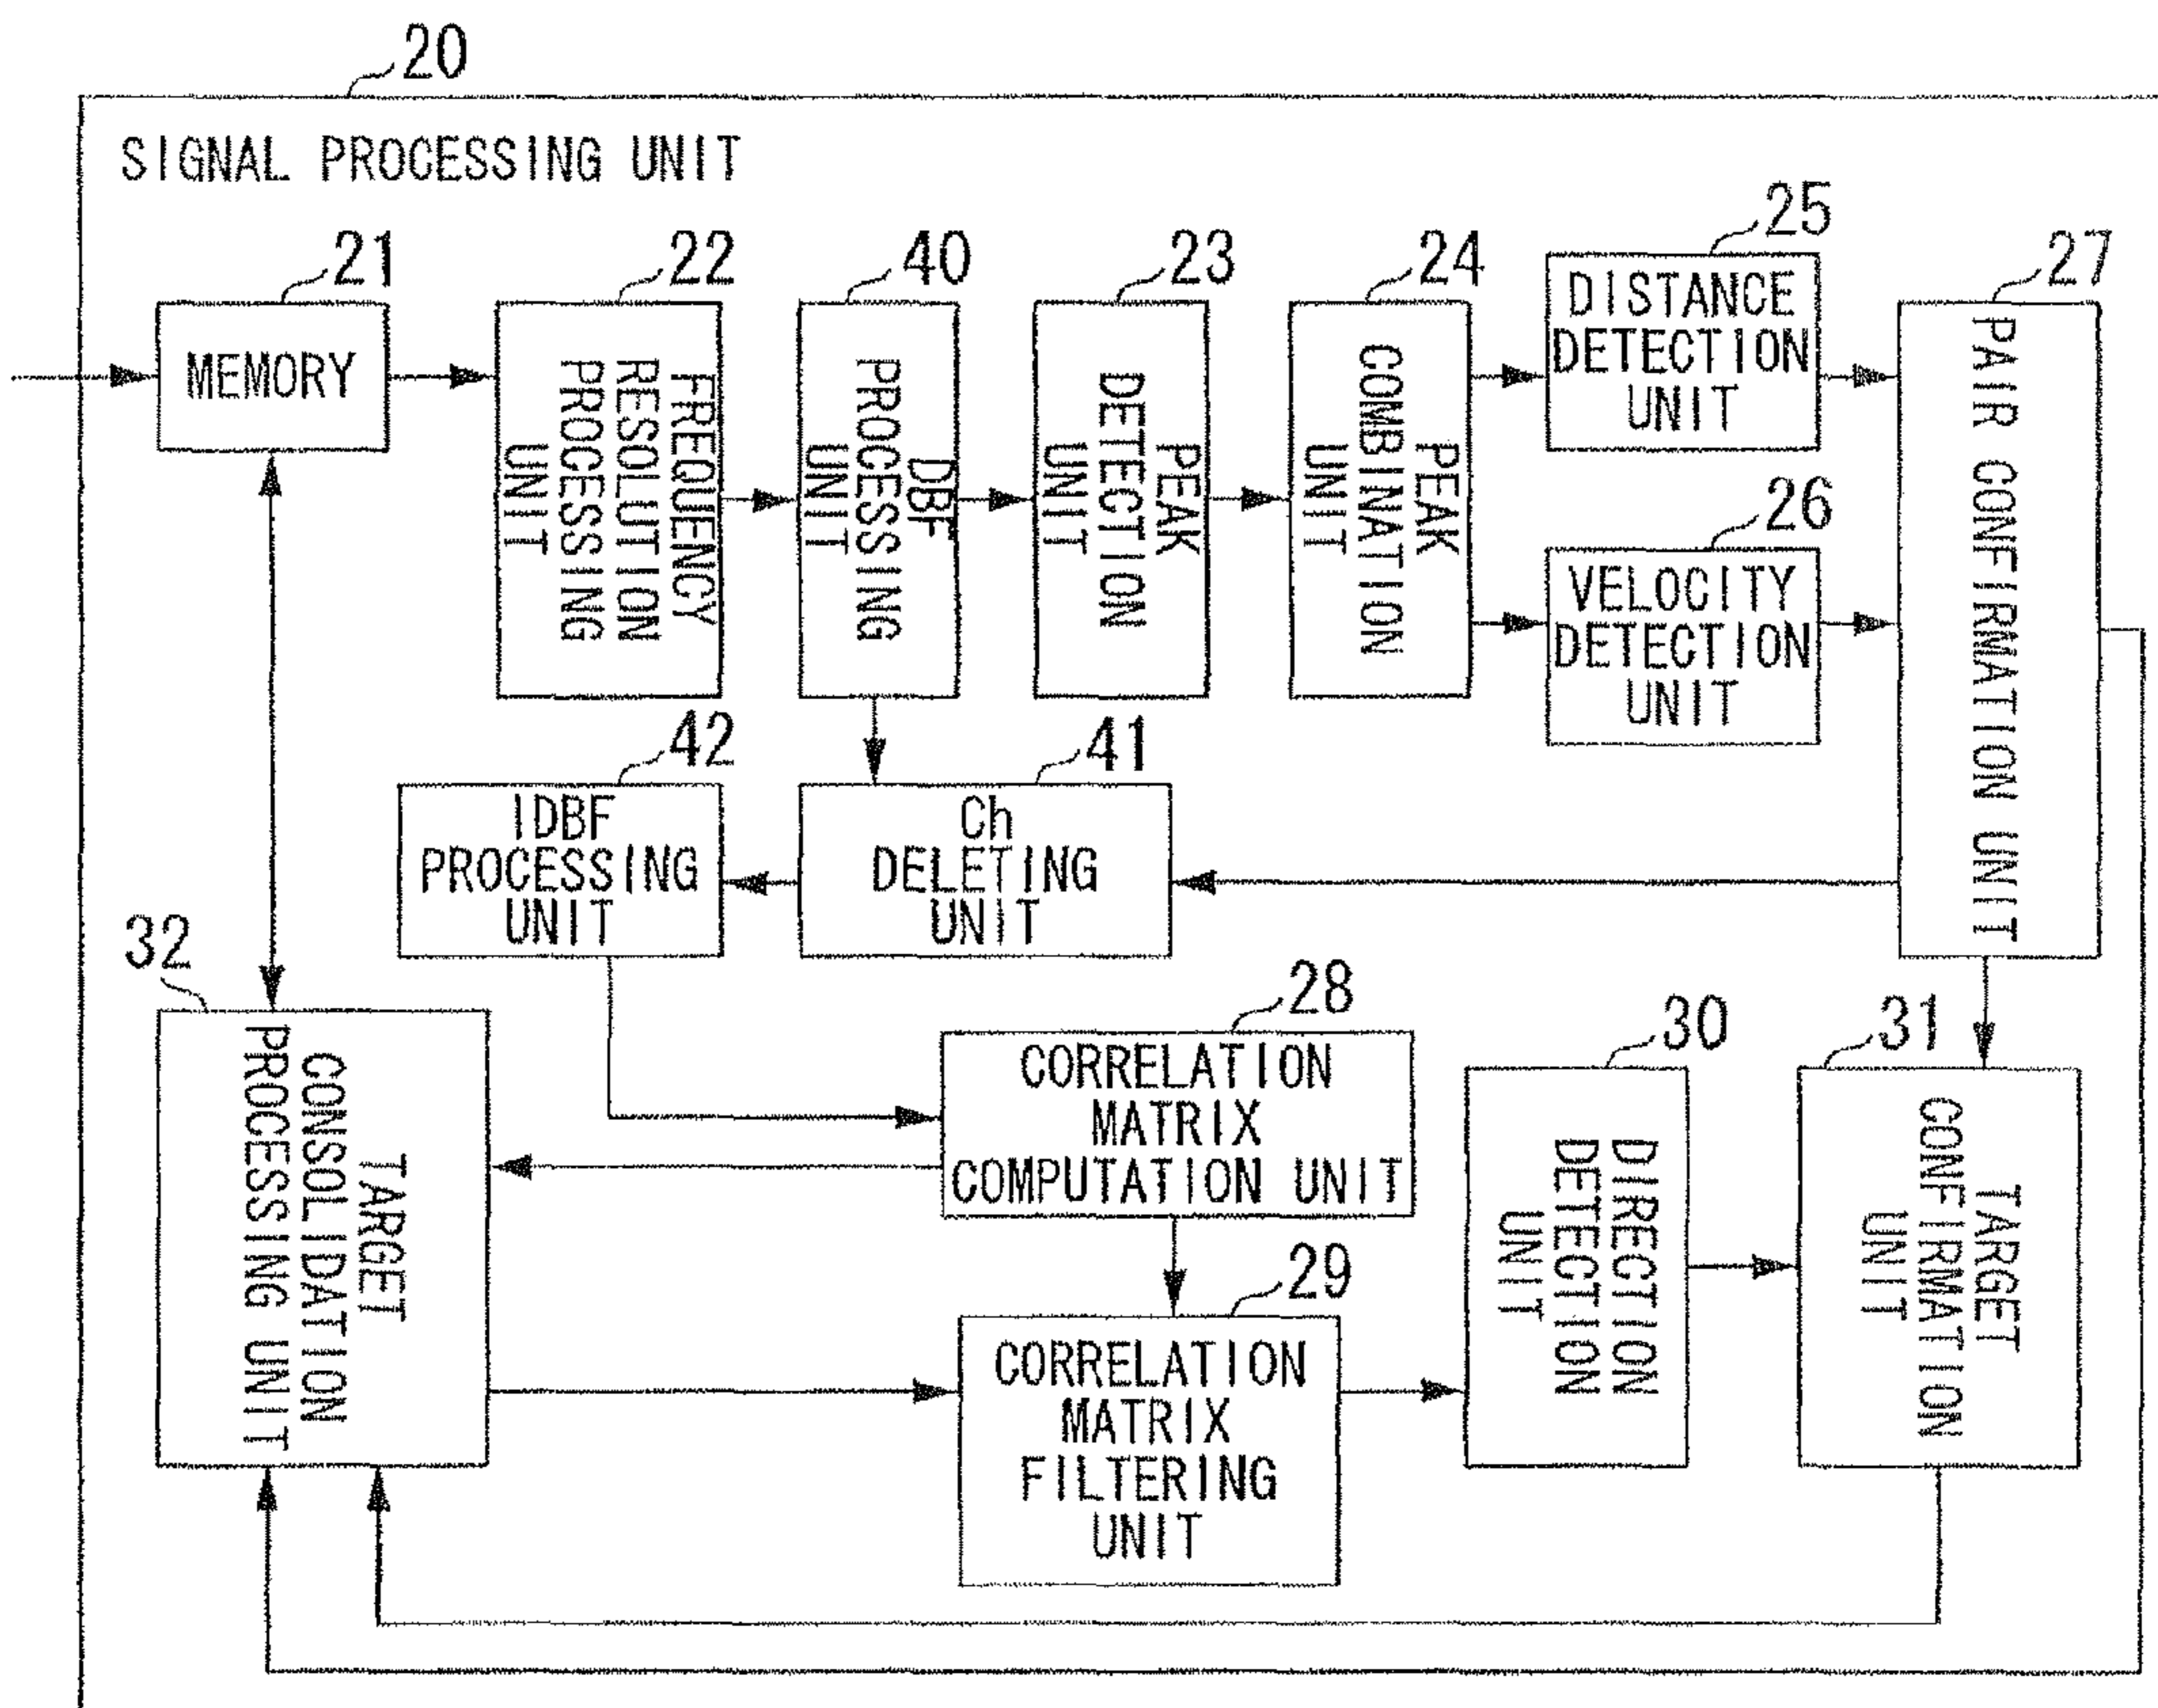 20
SIGNAL PROCESSING UNIT
21
MEMORY
22
FREQUENCY
RESOLUTION
PROCESSING
UNIT
40
DBF
PROCESSING
UNIT
23
PEAK
DETECTION
UNIT
24
PEAK
COMBINATION
UNIT
25
DISTANCE
DETECTION
UNIT
26
VELOCITY
DETECTION
UNIT
27
PAIR CONFIRMATION UNIT
42
IDBF
PROCESSING
UNIT
41
Ch
DELETING
UNIT
32
TARGET
CONSOLIDATION
PROCESSING UNIT
28
CORRELATION
MATRIX
COMPUTATION UNIT
29
CORRELATION
MATRIX
FILTERING
UNIT
30
DIRECTION
DETECTION
UNIT
31
TARGET
CONFIRMATION
UNIT